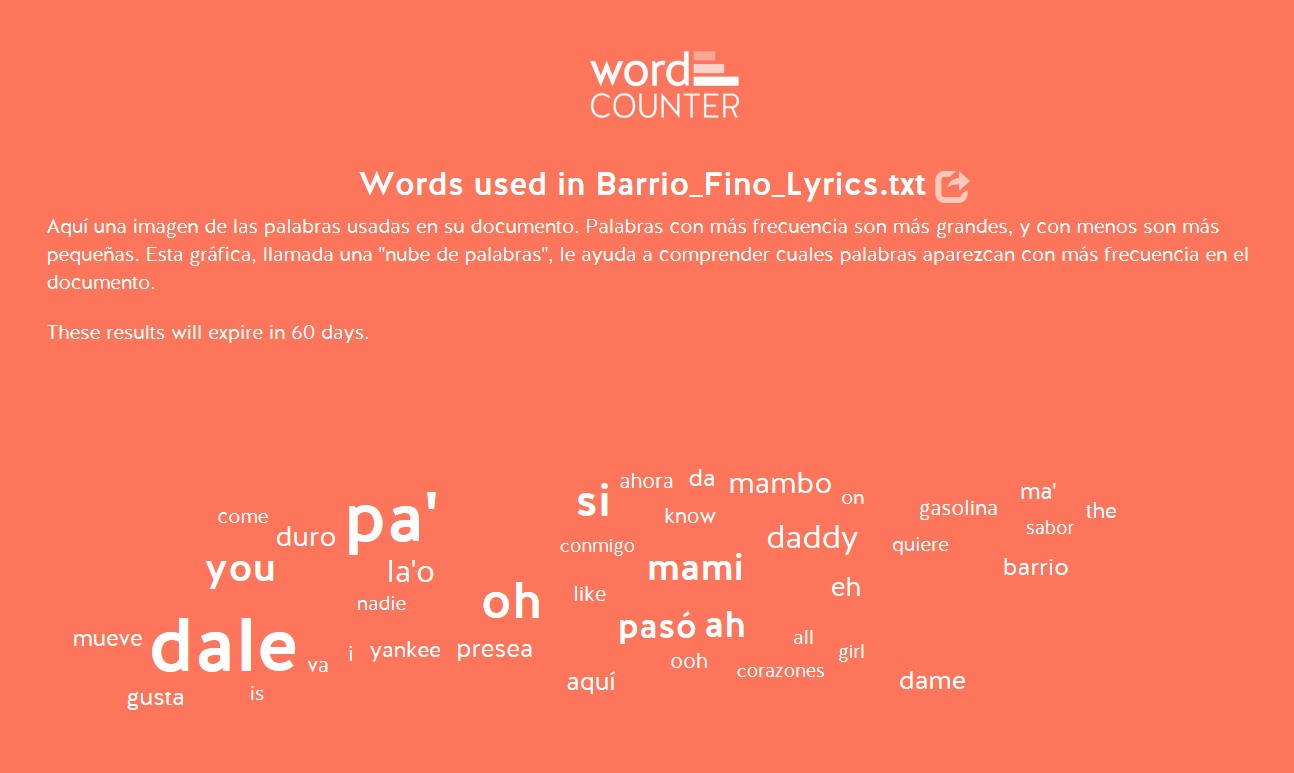 word
COUNTER
Words used in Barrio_Fino_Lyrics.txt
Aquí una imagen de las palabras usadas en su documento. Palabras con más frecuencia son más grandes, y con menos son más
pequeñas. Esta gráfica, llamada una "nube de palabras", le ayuda a comprender cuales palabras aparezcan con más frecuencia en el
documento.
These results will expire in 60 days.
ahora da mambo
si on ma'
come pa' know gasolina the
duro daddy sabor
conmigo quiere
you la'o mami barrio
nadie oh like eh
mueve dale pasó ah all
va i yankee presea ooh girl
gusta is aquí corazones dame